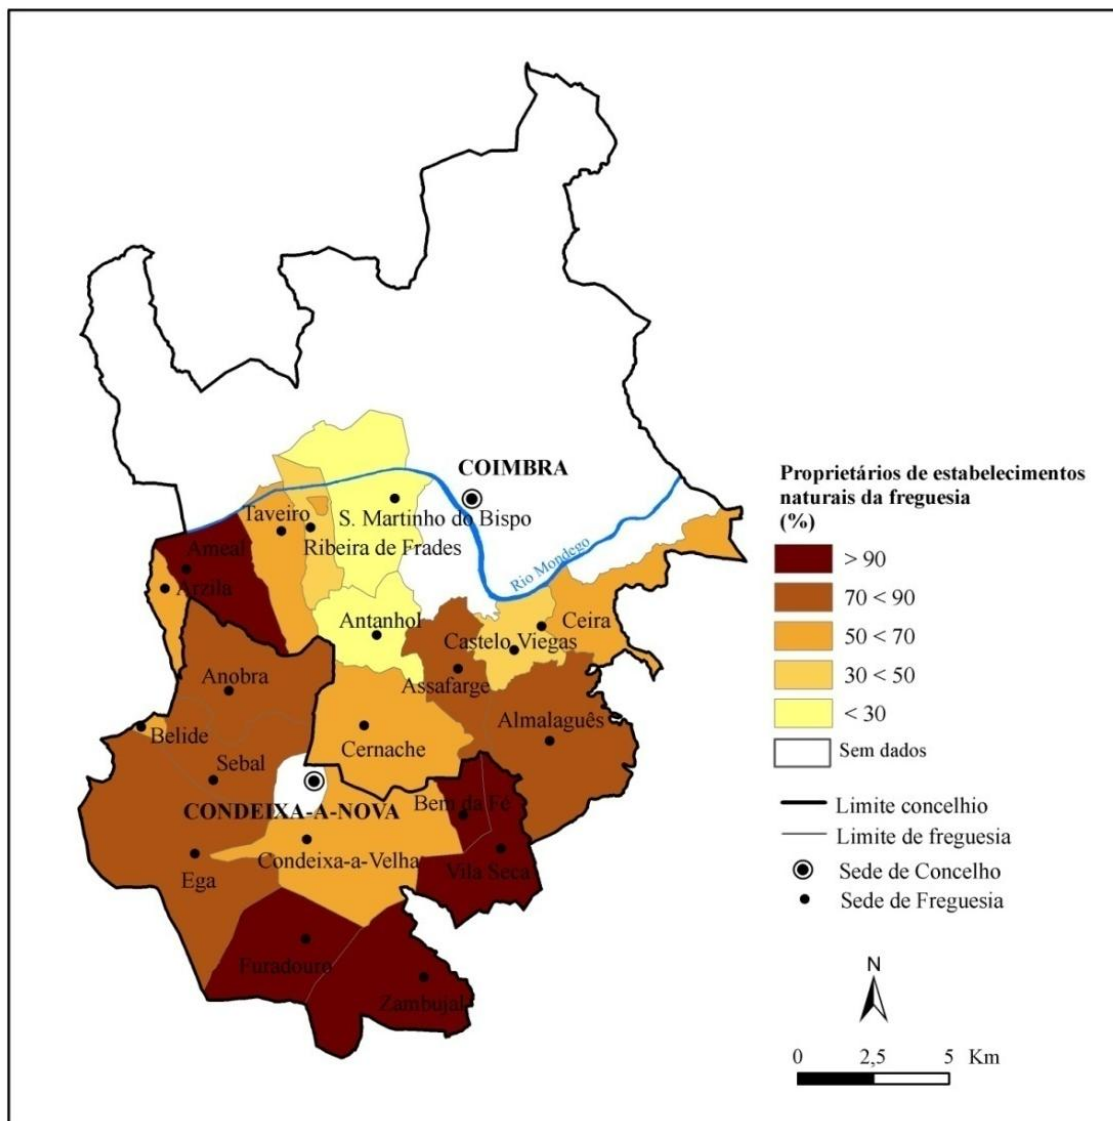 COIMBRA
S. Martinho do Bispo
Taveiro
Ribeira de Frades
Ameal
Arzila
Rio Mondego
Antanhol
Ceira
Castelo Viegas
Assafarge
Anobra
Almalaguês
Belide
Cernache
Sebal
CONDEIXA-A-NOVA
Bem da Fé
Condeixa-a-Velha
Vila Seca
Ega
Furadouro
Zambujal
Proprietários de estabelecimentos
naturais da freguesia
(%)
> 90
70 < 90
50 < 70
30 < 50
< 30
Sem dados
Limite concelhio
Limite de freguesia
Sede de Concelho
Sede de Freguesia
N
0 2,5 5 Km